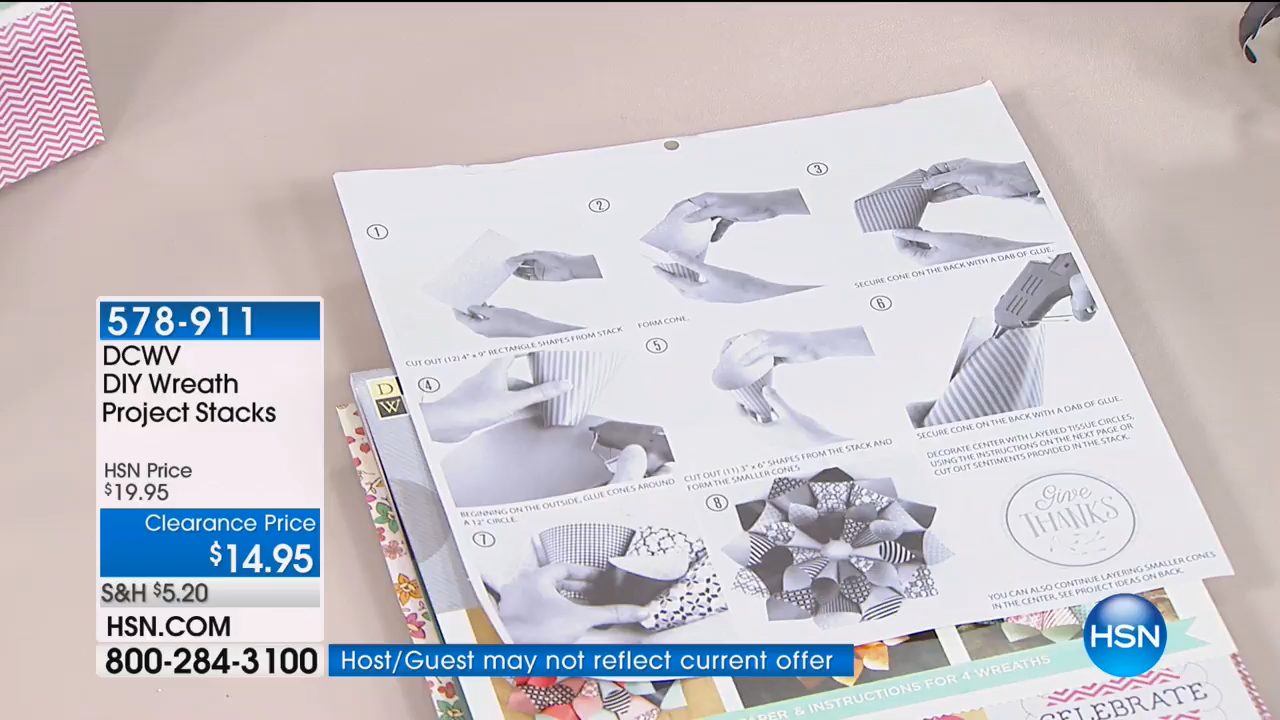 578-911
DCWV
DIY Wreath
Project Stacks
HSN Price
$19.95
Clearance Price
$14.95
S&H $5.20
HSN.COM
800-284-3100
Host/Guest may not reflect current offer
HSN
1
CUT OUT (12) 4" x 9" RECTANGLE SHAPES FROM STACK
2
FORM CONE.
3
SECURE CONE ON THE BACK WITH A DAB OF GLUE.
4
BEGINNING ON THE OUTSIDE, GLUE CONES AROUND
A 12" CIRCLE.
5
CUT OUT (11) 3" x 6" SHAPES FROM THE STACK AND
FORM THE SMALLER CONES
6
SECURE CONE ON THE BACK WITH A DAB OF GLUE.
DECORATE CENTER WITH LAYERED TISSUE CIRCLES,
USING THE INSTRUCTIONS ON THE NEXT PAGE OR
CUT OUT SENTIMENTS PROVIDED IN THE STACK.
7
8
Give
THANKS
YOU CAN ALSO CONTINUE LAYERING SMALLER CONES
IN THE CENTER, SEE PROJECT IDEAS ON BACK.
D
W
& INSTRUCTIONS FOR 4 WREATHS
CELEBRATE